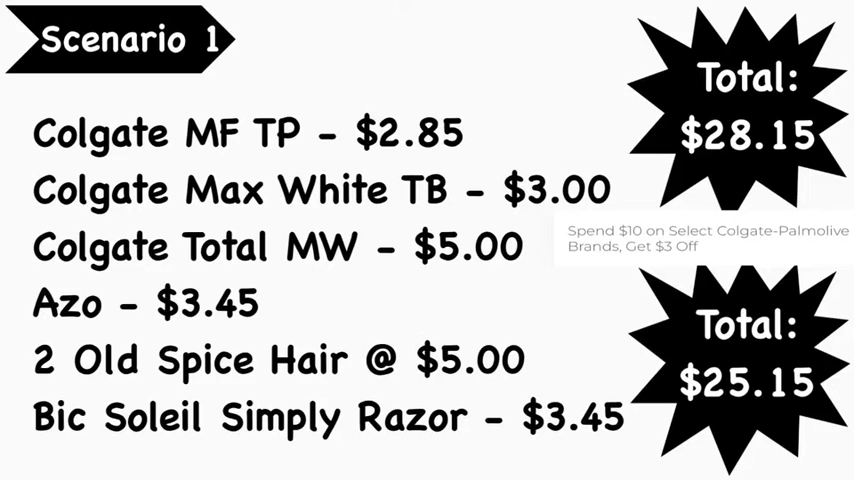 Scenario 1
Colgate MF TP - $2.85
Colgate Max White TB - $3.00
Colgate Total MW - $5.00
Azo - $3.45
2 Old Spice Hair @ $5.00
Bic Soleil Simply Razor - $3.45
Total:
$28.15
Spend $10 on Select Colgate-Palmolive
Brands, Get $3 Off
Total:
$25.15